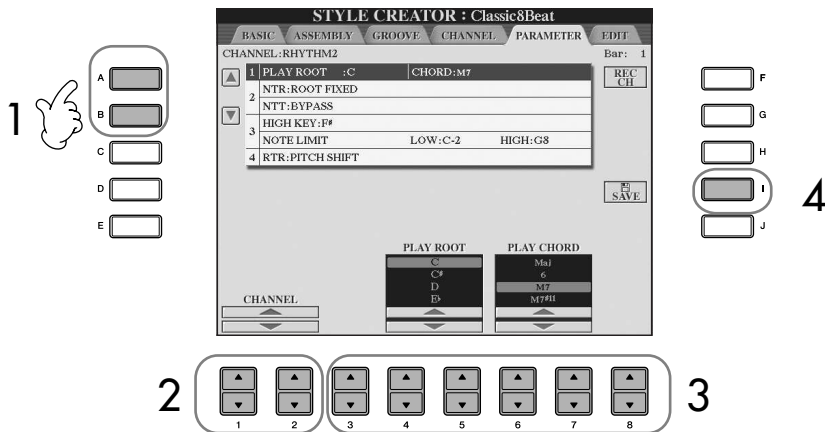 STYLE CREATOR : Classic8Beat
BASIC ASSEMBLY GROOVE CHANNEL PARAMETER EDIT
CHANNEL:RHYTHM2 Bar: 1
1 PLAY ROOT :C CHORD:M7
REC CH
2 NTR:ROOT FIXED
NTT:BYPASS
3 HIGH KEY:F♯
NOTE LIMIT LOW:C-2 HIGH:G8
4 RTR:PITCH SHIFT
SAVE
PLAY ROOT
C
C♯
D
E♭
PLAY CHORD
Maj
6
M7
M7♯11
CHANNEL
A
B
C
D
E
F
G
H
I
J
1
4
2
3
1 2 3 4 5 6 7 8